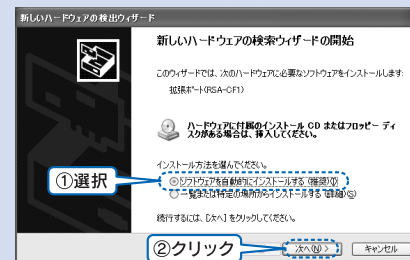 新しいハードウェアの検出ウィザード
新しいハードウェアの検索ウィザードの開始
このウィザードでは、次のハードウェアに必要なソフトウェアをインストールします:
拡張ポート(RSA-CF1)
ハードウェアに付属のインストール CD またはフロッピー ディ
スクがある場合は、挿入してください。
インストール方法を選んでください。
①選択
ソフトウェアを自動的にインストールする (推奨)(I)
一覧または特定の場所からインストールする (詳細)(S)
続行するには、[次へ] をクリックしてください。
②クリック
次へ(N) >
キャンセル